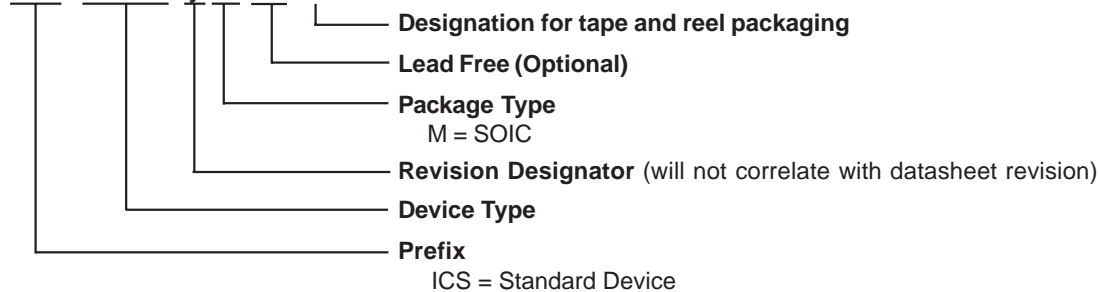 Designation for tape and reel packaging
Lead Free (Optional)
Package Type
M = SOIC
Revision Designator (will not correlate with datasheet revision)
Device Type
Prefix
ICS = Standard Device